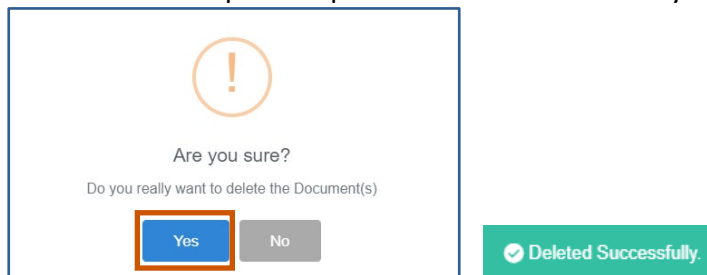 !
Are you sure?
Do you really want to delete the Document(s)
Yes No
Deleted Successfully.